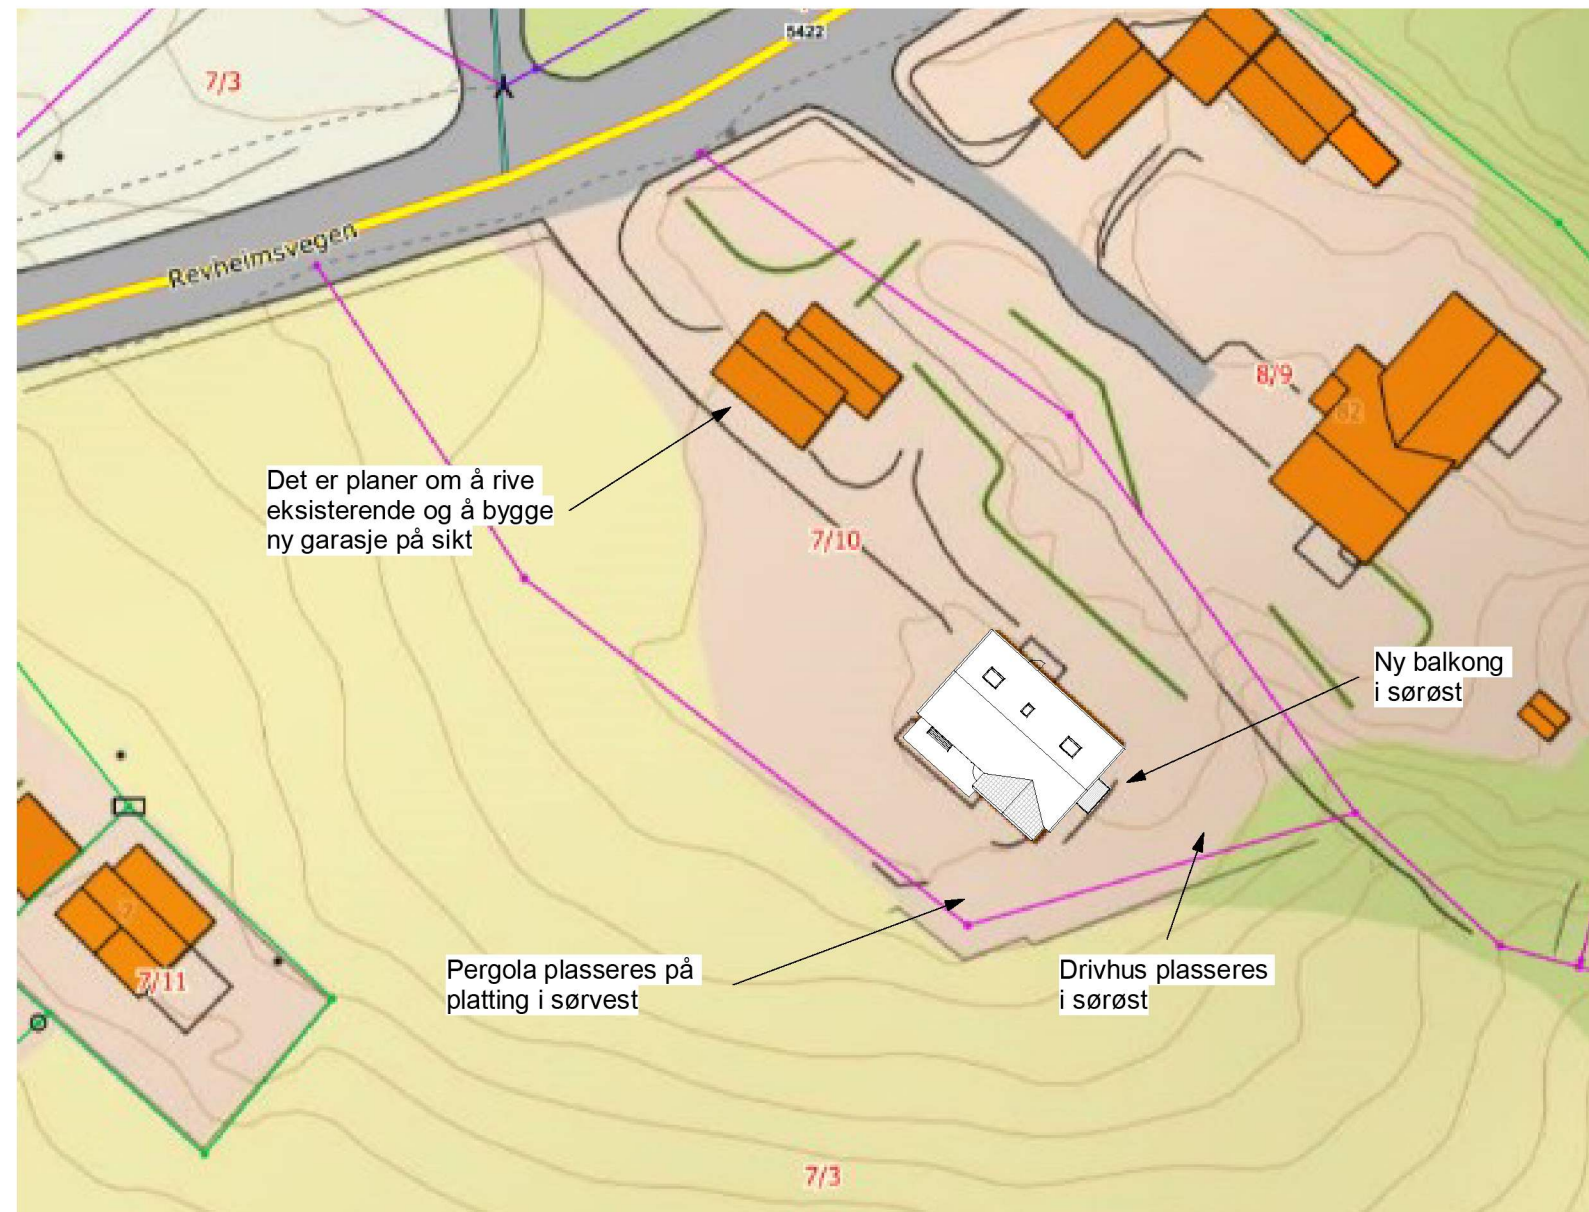 5422
7/3
Revheimsvegen
8/9
62
Det er planer om å rive
eksisterende og å bygge
ny garasje på sikt
7/10
Ny balkong
i sørøst
7/11
Pergola plasseres på
platting i sørvest
Drivhus plasseres
i sørøst
7/3